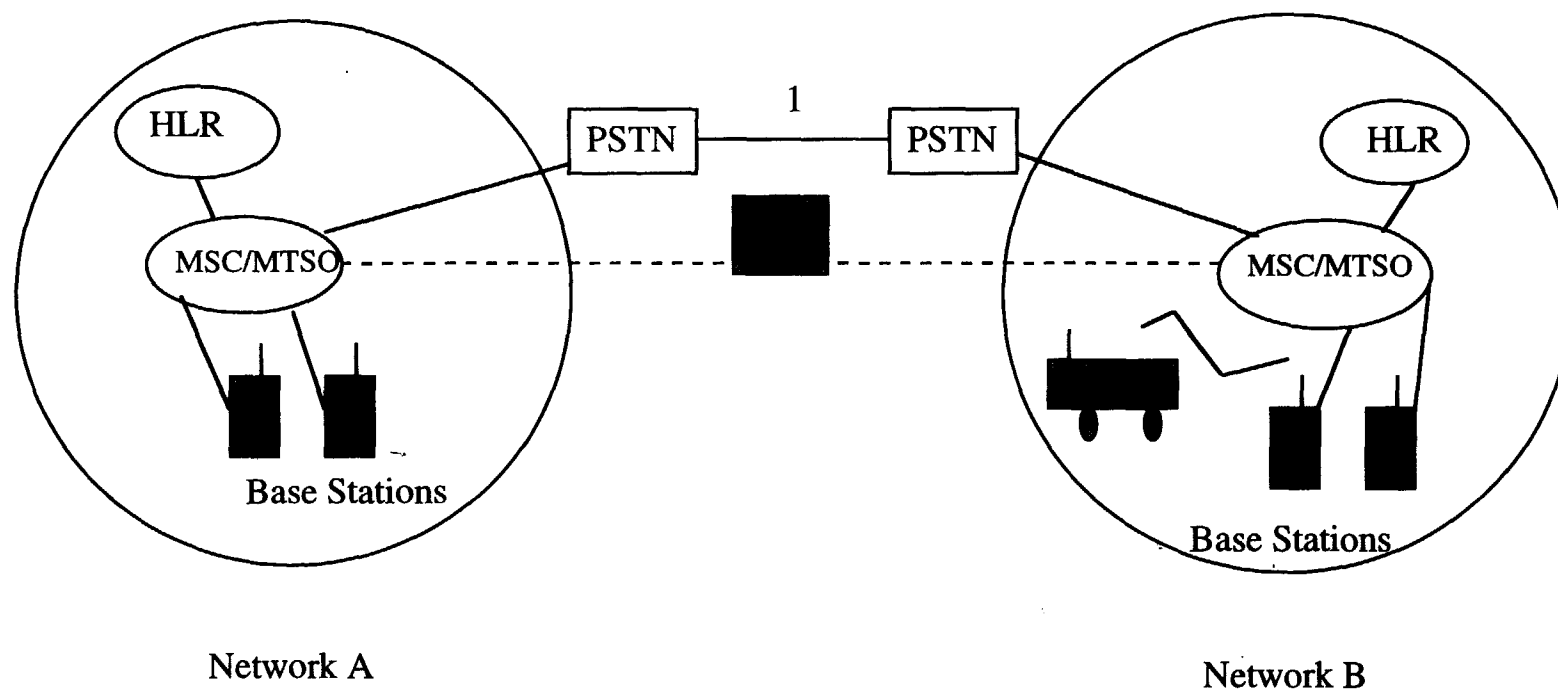 1
HLR
PSTN
PSTN
HLR
MSC/MTSO
MSC/MTSO
Base Stations
Base Stations
Network A
Network B